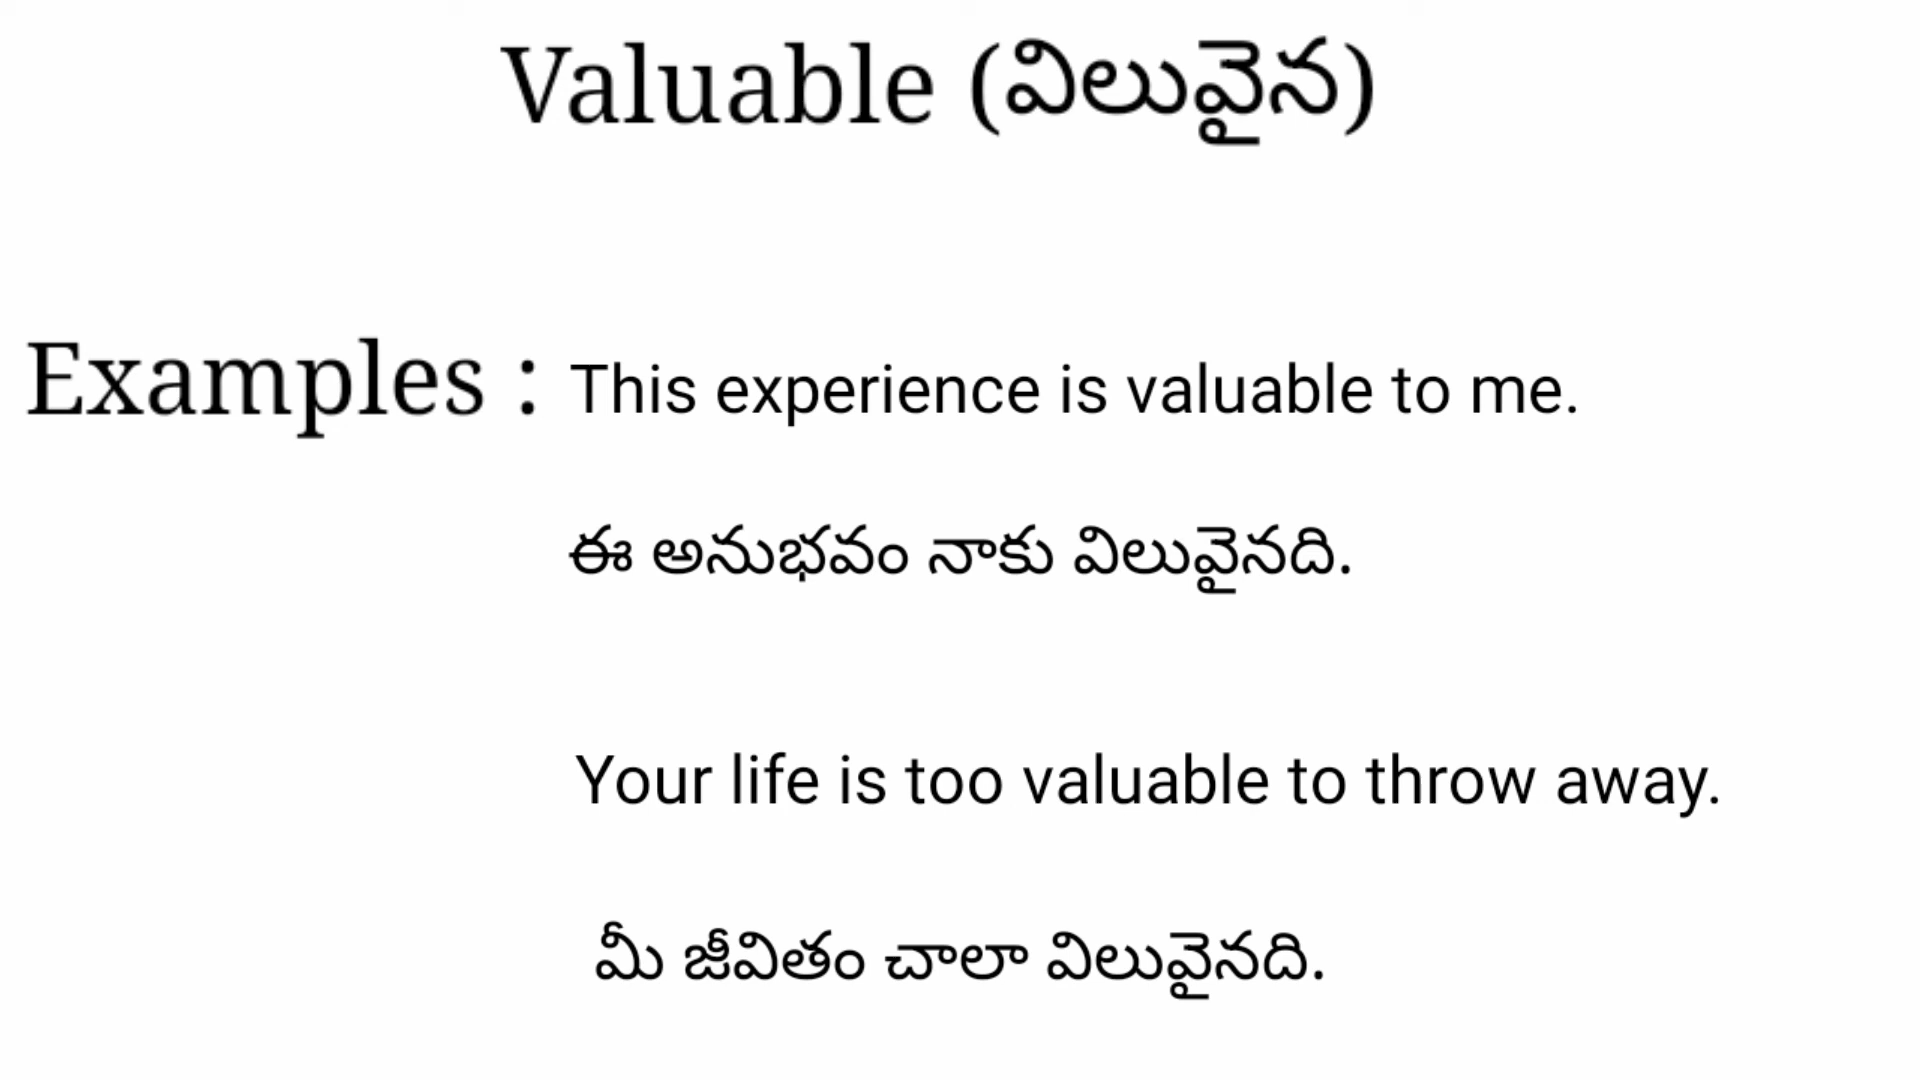 Valuable (విలువైన)
Examples : This experience is valuable to me.
ఈ అనుభవం నాకు విలువైనది.
Your life is too valuable to throw away.
మీ జీవితం చాలా విలువైనది.